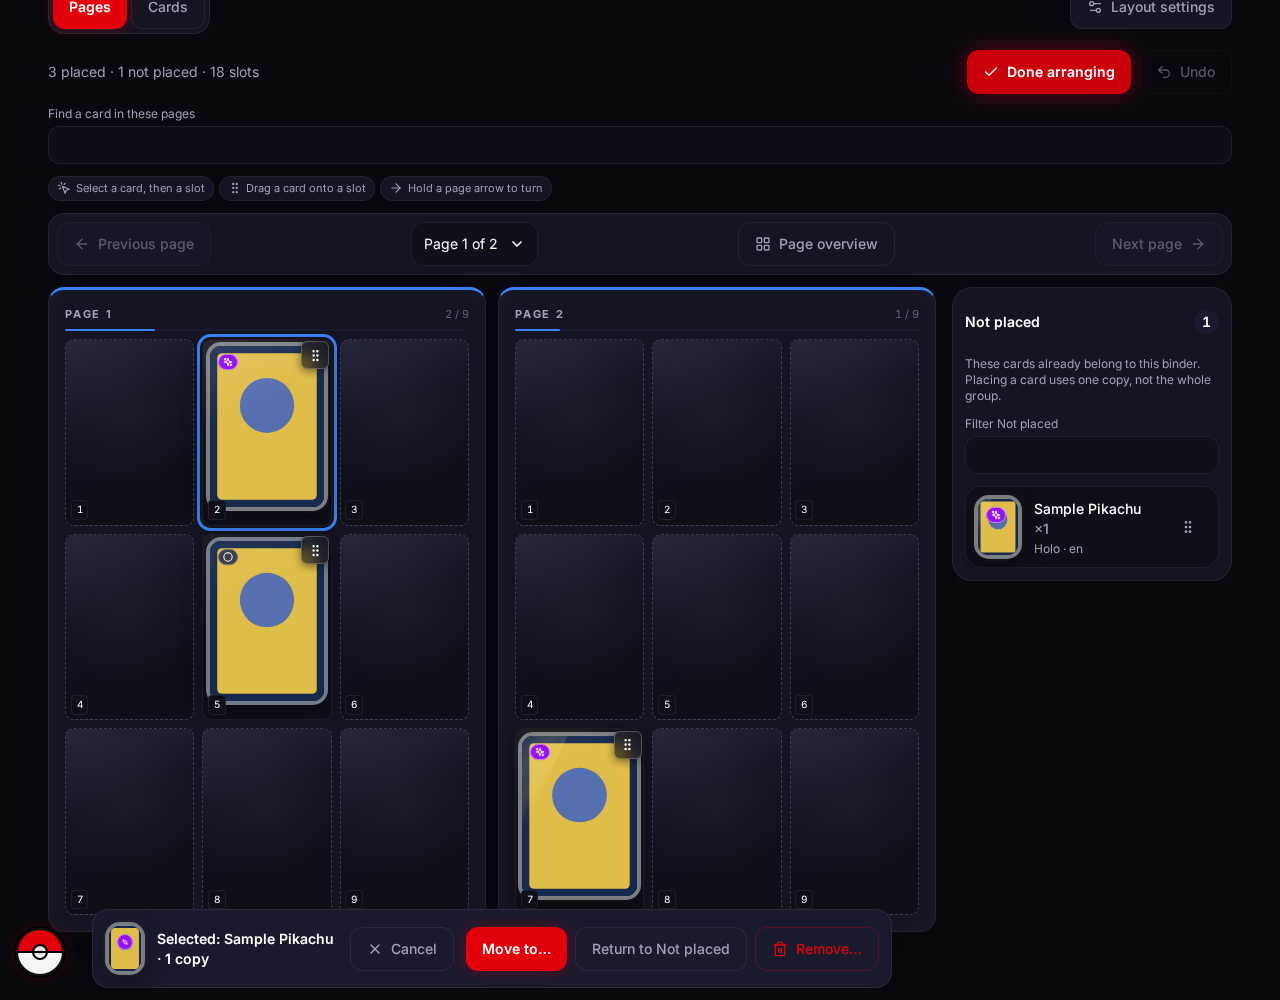 Pages Cards Layout settings
3 placed · 1 not placed · 18 slots Done arranging Undo
Find a card in these pages
Select a card, then a slot Drag a card onto a slot Hold a page arrow to turn
Previous page Page 1 of 2 Page overview Next page
PAGE 1 2 / 9
1 2 3
4 5 6
7 8 9
PAGE 2 1 / 9
1 2 3
4 5 6
7 8 9
Not placed 1
These cards already belong to this binder.
Placing a card uses one copy, not the whole
group.
Filter Not placed
Sample Pikachu
×1
Holo · en
Selected: Sample Pikachu
· 1 copy
Cancel Move to... Return to Not placed Remove...